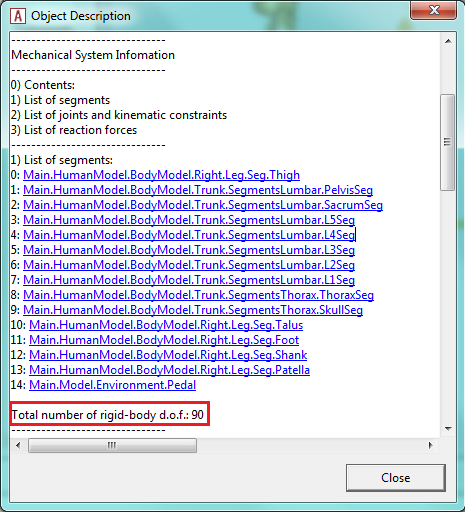 A Object Description
------------------------------
Mechanical System Infomation
------------------------------
0) Contents:
1) List of segments
2) List of joints and kinematic constraints
3) List of reaction forces
------------------------------
1) List of segments:
0: Main.HumanModel.BodyModel.Right.Leg.Seg.Thigh
1: Main.HumanModel.BodyModel.Trunk.SegmentsLumbar.PelvisSeg
2: Main.HumanModel.BodyModel.Trunk.SegmentsLumbar.SacrumSeg
3: Main.HumanModel.BodyModel.Trunk.SegmentsLumbar.L5Seg
4: Main.HumanModel.BodyModel.Trunk.SegmentsLumbar.L4Seg
5: Main.HumanModel.BodyModel.Trunk.SegmentsLumbar.L3Seg
6: Main.HumanModel.BodyModel.Trunk.SegmentsLumbar.L2Seg
7: Main.HumanModel.BodyModel.Trunk.SegmentsLumbar.L1Seg
8: Main.HumanModel.BodyModel.Trunk.SegmentsThorax.ThoraxSeg
9: Main.HumanModel.BodyModel.Trunk.SegmentsThorax.SkullSeg
10: Main.HumanModel.BodyModel.Right.Leg.Seg.Talus
11: Main.HumanModel.BodyModel.Right.Leg.Seg.Foot
12: Main.HumanModel.BodyModel.Right.Leg.Seg.Shank
13: Main.HumanModel.BodyModel.Right.Leg.Seg.Patella
14: Main.Model.Environment.Pedal
Total number of rigid-body d.o.f.: 90
------------------------------
Close